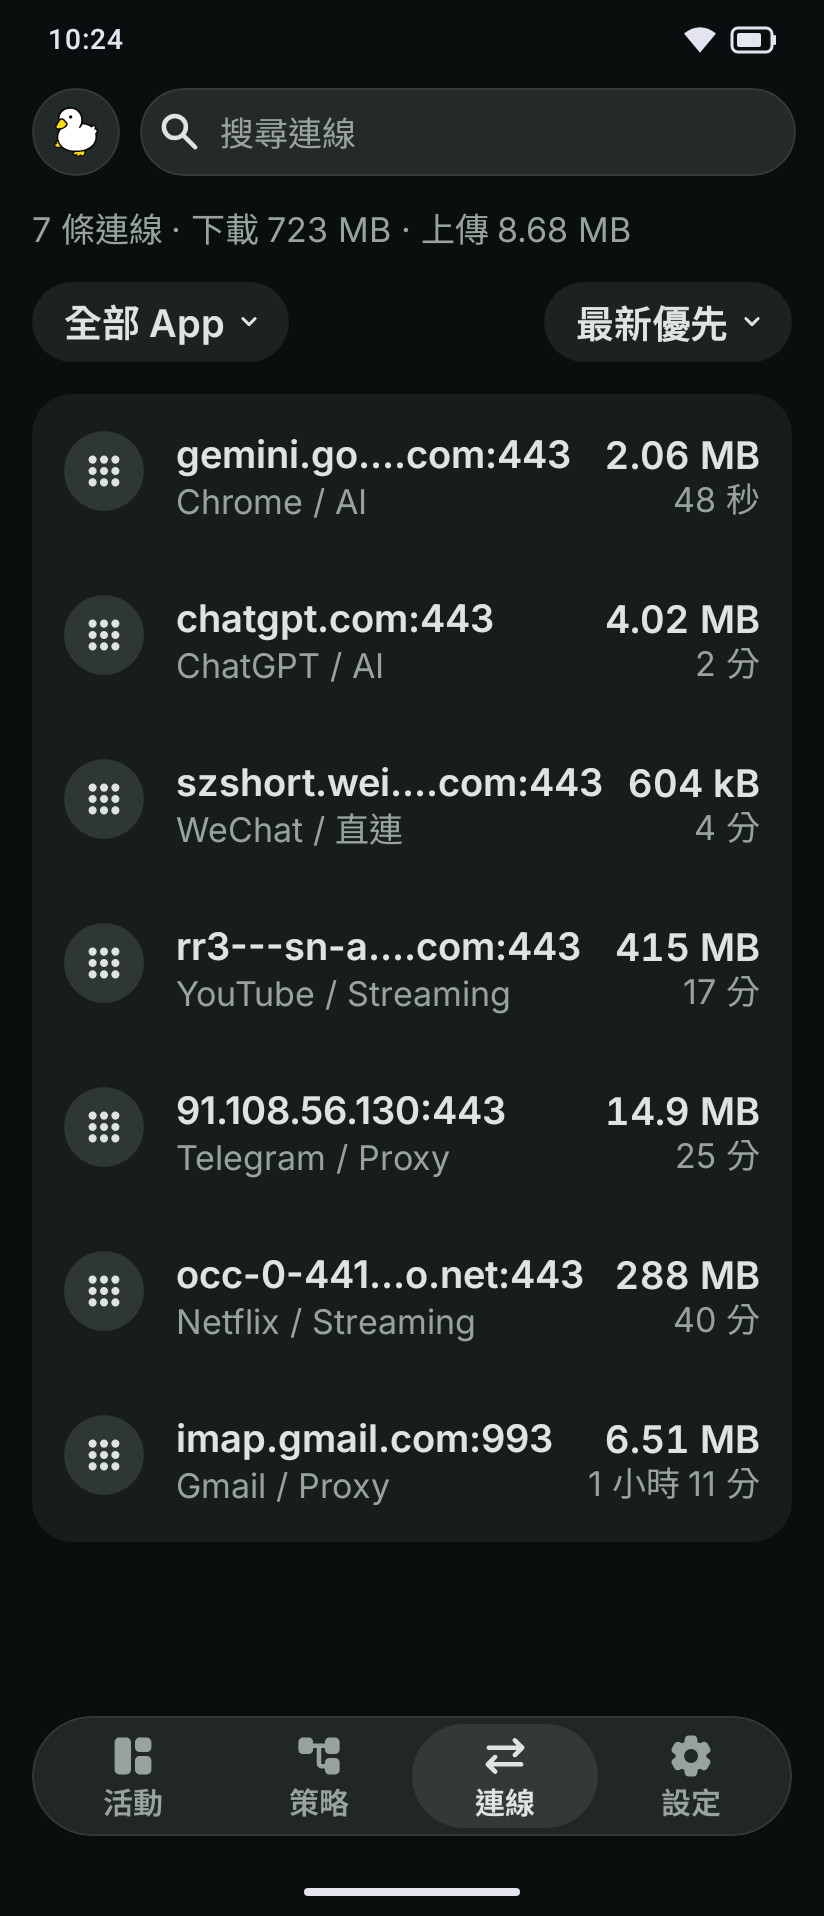 10:24
搜尋連線
7 條連線 · 下載 723 MB · 上傳 8.68 MB
全部 App
最新優先
gemini.go....com:443 2.06 MB
Chrome / AI 48 秒
chatgpt.com:443 4.02 MB
ChatGPT / AI 2 分
szshort.wei....com:443 604 kB
WeChat / 直連 4 分
rr3---sn-a....com:443 415 MB
YouTube / Streaming 17 分
91.108.56.130:443 14.9 MB
Telegram / Proxy 25 分
occ-0-441...o.net:443 288 MB
Netflix / Streaming 40 分
imap.gmail.com:993 6.51 MB
Gmail / Proxy 1 小時 11 分
活動 策略 連線 設定